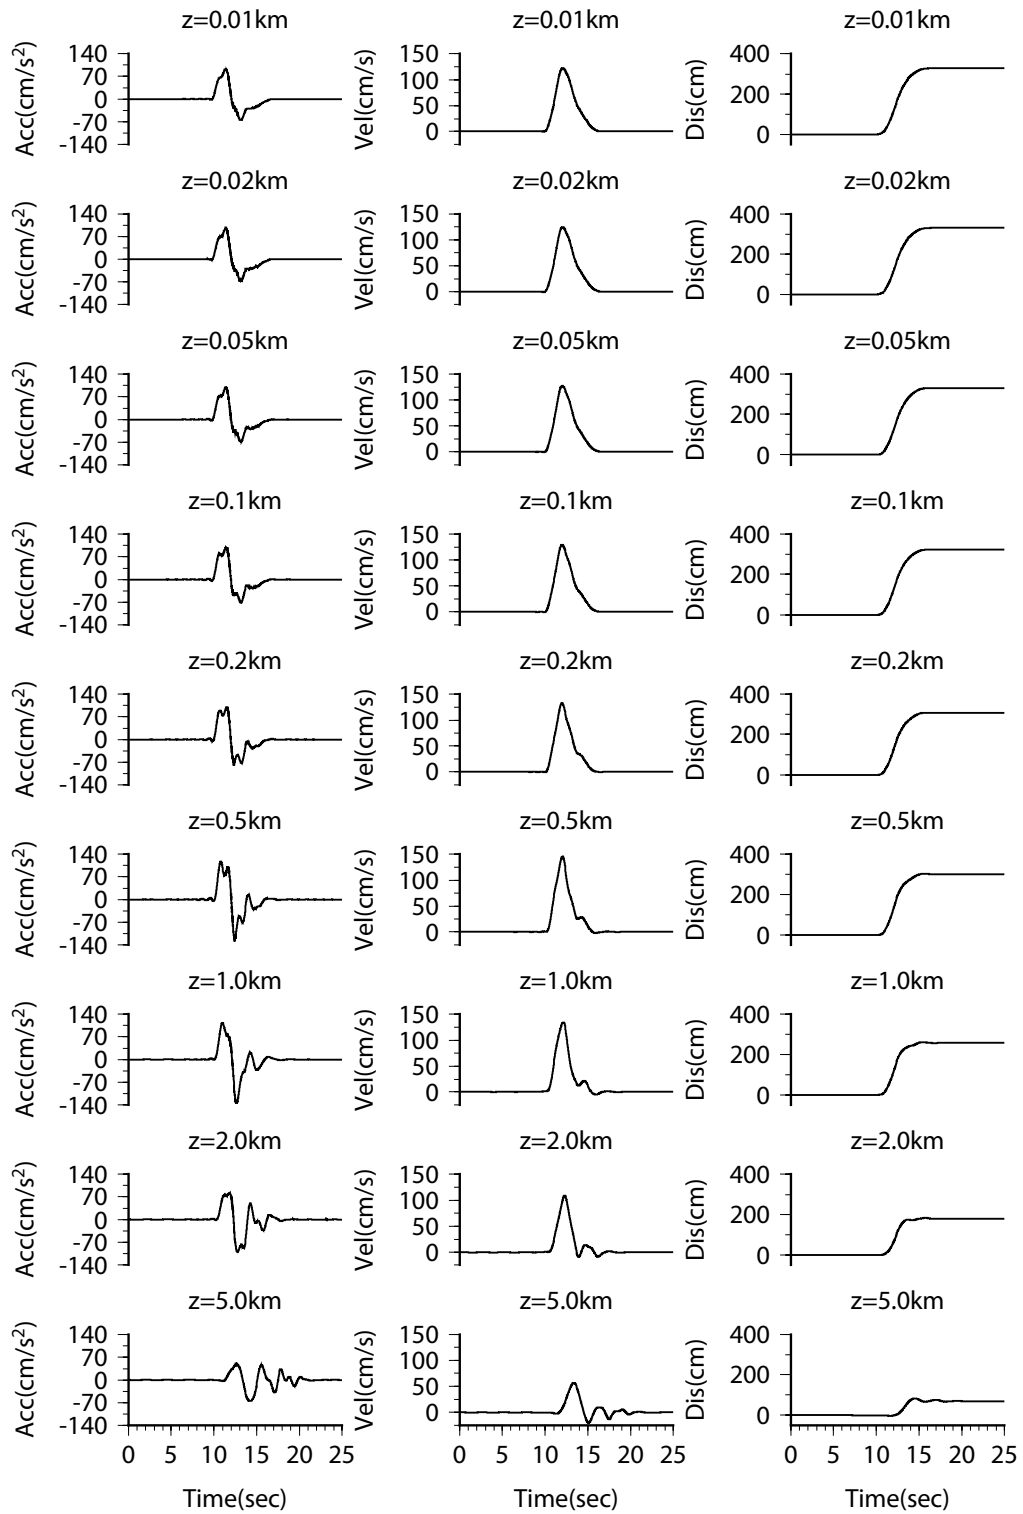 z=0.01km z=0.01km z=0.01km
Acc(cm/s²) 140 70 0 -70 -140 Vel(cm/s) 150 100 50 0 Dis(cm) 400 200 0
z=0.02km z=0.02km z=0.02km
Acc(cm/s²) 140 70 0 -70 -140 Vel(cm/s) 150 100 50 0 Dis(cm) 400 200 0
z=0.05km z=0.05km z=0.05km
Acc(cm/s²) 140 70 0 -70 -140 Vel(cm/s) 150 100 50 0 Dis(cm) 400 200 0
z=0.1km z=0.1km z=0.1km
Acc(cm/s²) 140 70 0 -70 -140 Vel(cm/s) 150 100 50 0 Dis(cm) 400 200 0
z=0.2km z=0.2km z=0.2km
Acc(cm/s²) 140 70 0 -70 -140 Vel(cm/s) 150 100 50 0 Dis(cm) 400 200 0
z=0.5km z=0.5km z=0.5km
Acc(cm/s²) 140 70 0 -70 -140 Vel(cm/s) 150 100 50 0 Dis(cm) 400 200 0
z=1.0km z=1.0km z=1.0km
Acc(cm/s²) 140 70 0 -70 -140 Vel(cm/s) 150 100 50 0 Dis(cm) 400 200 0
z=2.0km z=2.0km z=2.0km
Acc(cm/s²) 140 70 0 -70 -140 Vel(cm/s) 150 100 50 0 Dis(cm) 400 200 0
z=5.0km z=5.0km z=5.0km
Acc(cm/s²) 140 70 0 -70 -140 Vel(cm/s) 150 100 50 0 Dis(cm) 400 200 0
0 5 10 15 20 25 0 5 10 15 20 25 0 5 10 15 20 25
Time(sec) Time(sec) Time(sec)